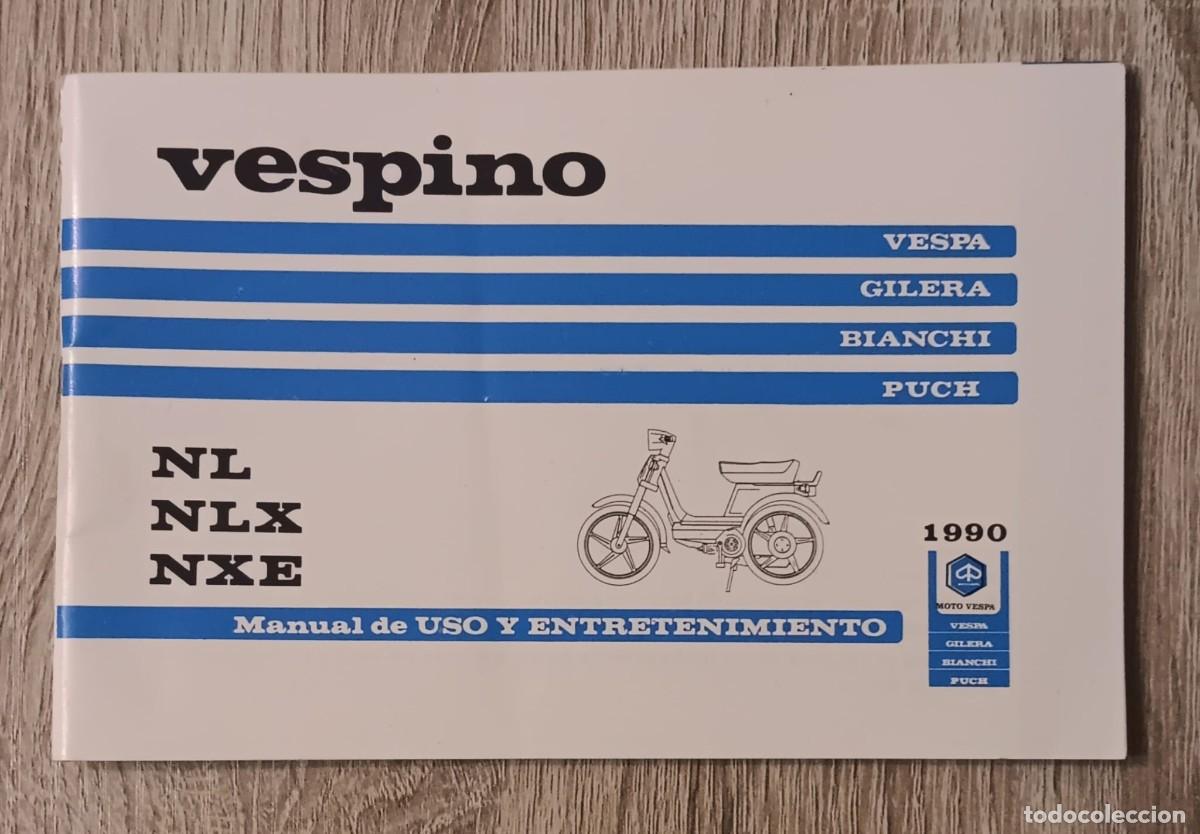 vespino
VESPA
GILERA
BIANCHI
PUCH
NL
NLX
NXE
1990
MOTO VESPA
VESPA
GILERA
BIANCHI
PUCH
Manual de USO Y ENTRETENIMIENTO
todocoleccion